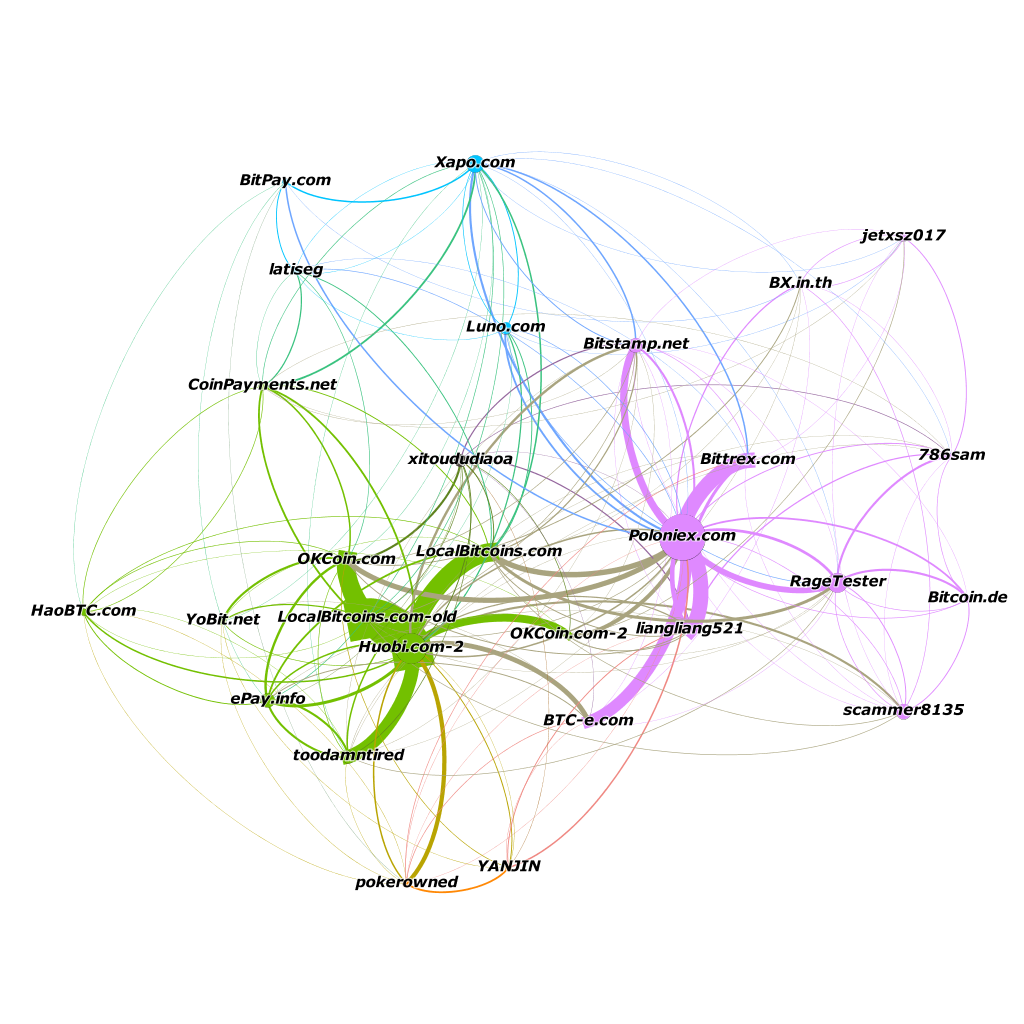 Xapo.com
BitPay.com
jetxsz017
latiseg
BX.in.th
Luno.com
Bitstamp.net
CoinPayments.net
xitoududiaoa
Bittrex.com
786sam
Poloniex.com
LocalBitcoins.com
OKCoin.com
RageTester
Bitcoin.de
HaoBTC.com
YoBit.net
LocalBitcoins.com-old
OKCoin.com-2
liangliang521
Huobi.com-2
ePay.info
scammer8135
BTC-e.com
toodamntired
YANJIN
pokerowned